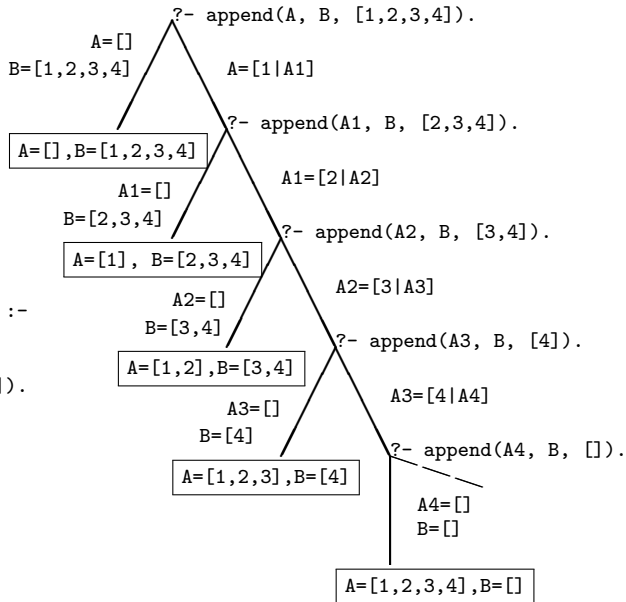 ?- append(A, B, [1,2,3,4]).
A=[]
B=[1,2,3,4]
A=[1|A1]
?- append(A1, B, [2,3,4]).
A=[],B=[1,2,3,4]
A1=[]
B=[2,3,4]
A1=[2|A2]
?- append(A2, B, [3,4]).
A=[1], B=[2,3,4]
A2=[]
B=[3,4]
A2=[3|A3]
:-
?- append(A3, B, [4]).
A=[1,2],B=[3,4]
]).
A3=[]
B=[4]
A3=[4|A4]
?- append(A4, B, []).
A=[1,2,3],B=[4]
A4=[]
B=[]
A=[1,2,3,4],B=[]